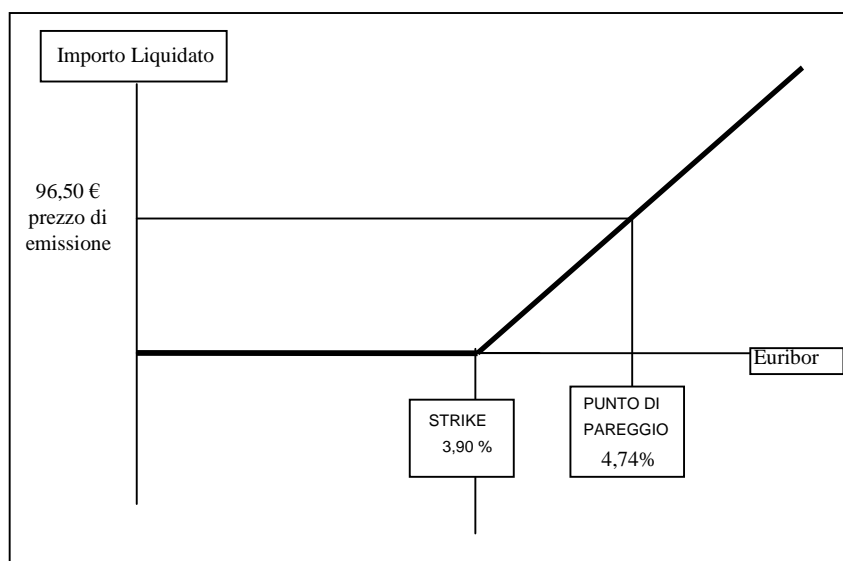 Importo Liquidato
96,50 €
prezzo di
emissione
Euribor
STRIKE
3,90 %
PUNTO DI
PAREGGIO
4,74%